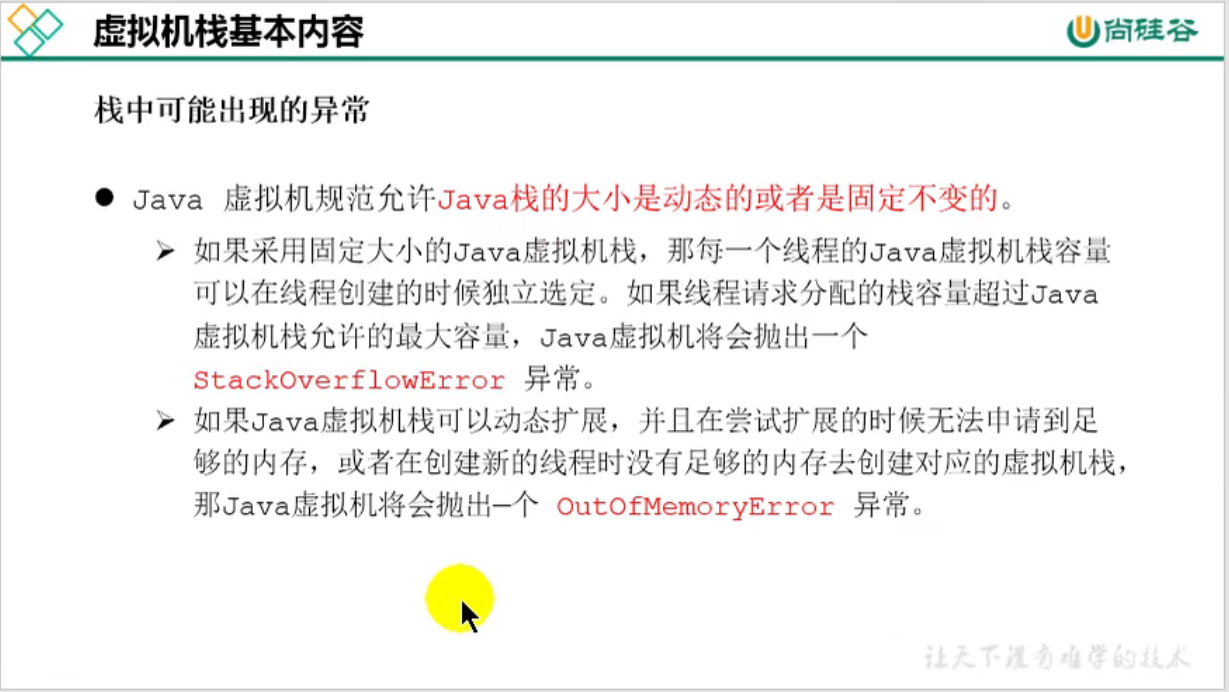 虚拟机栈基本内容
尚硅谷
栈中可能出现的异常
● Java 虚拟机规范允许Java栈的大小是动态的或者是固定不变的。
➢ 如果采用固定大小的Java虚拟机栈，那每一个线程的Java虚拟机栈容量
可以在线程创建的时候独立选定。如果线程请求分配的栈容量超过Java
虚拟机栈允许的最大容量，Java虚拟机将会抛出一个
StackOverflowError 异常。
➢ 如果Java虚拟机栈可以动态扩展，并且在尝试扩展的时候无法申请到足
够的内存，或者在创建新的线程时没有足够的内存去创建对应的虚拟机栈，
那Java虚拟机将会抛出一个 OutOfMemoryError 异常。
让天下没有难学的技术